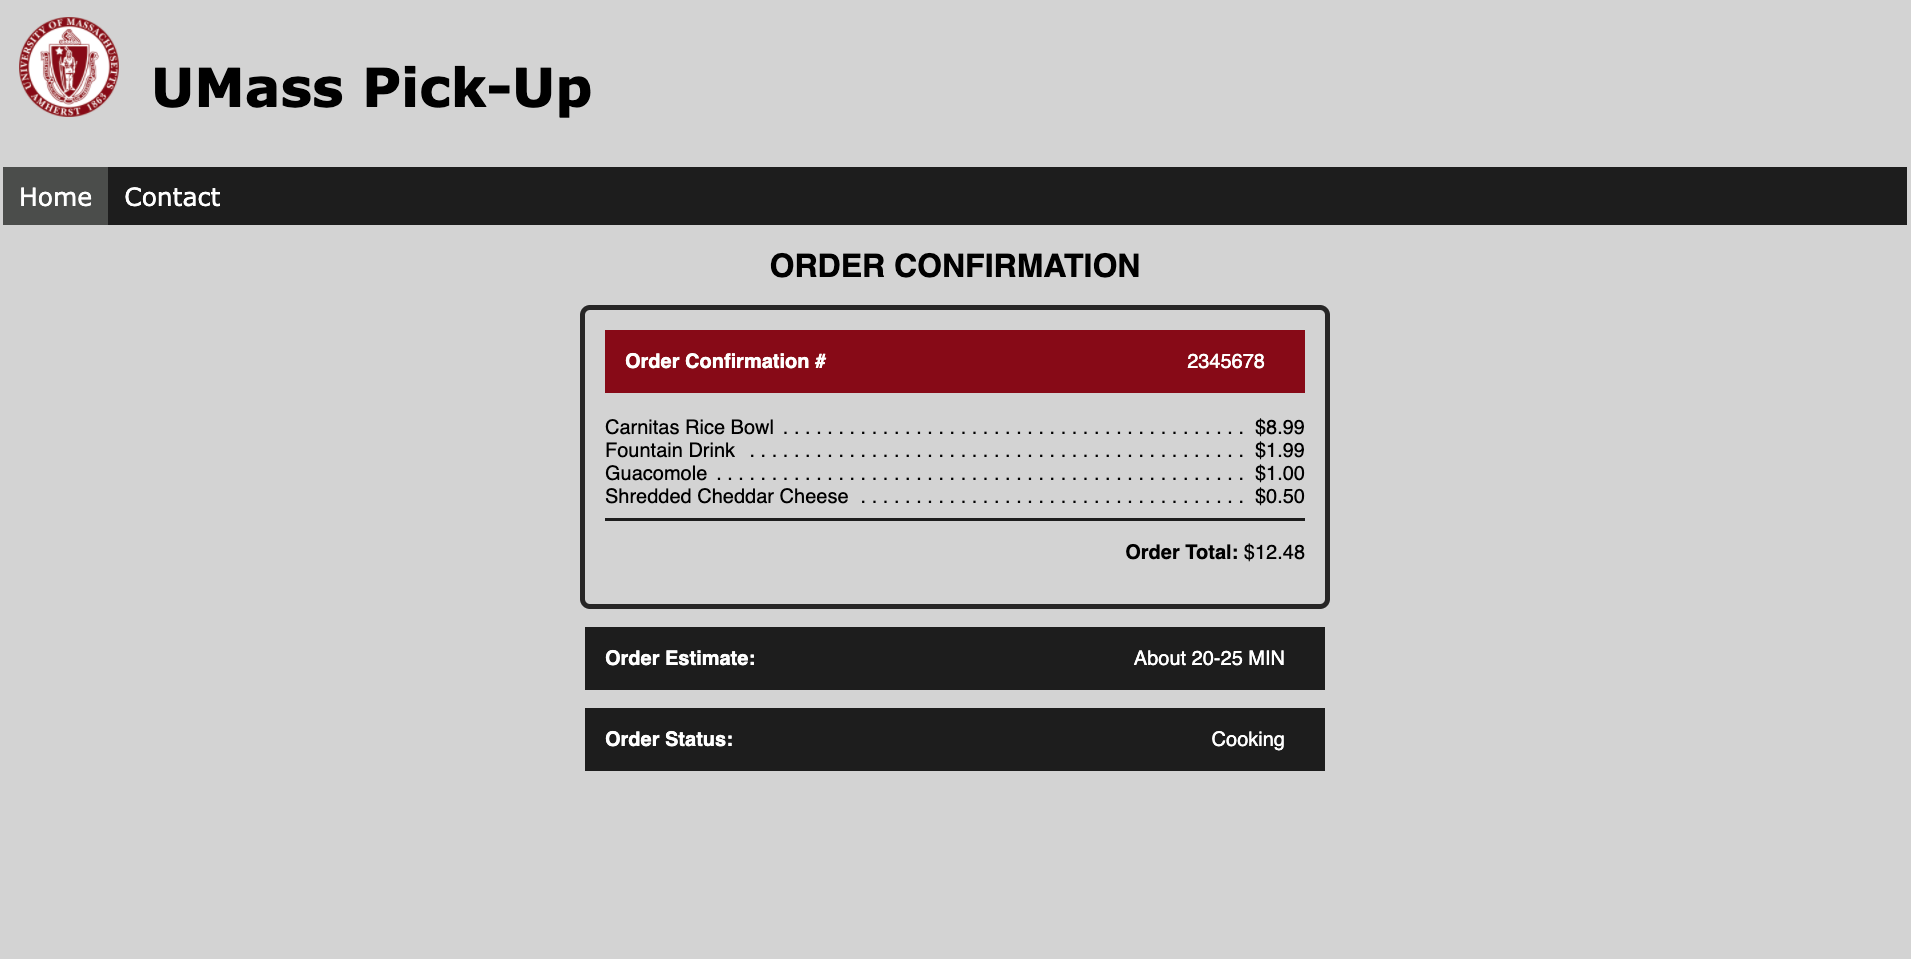 UNIVERSITY OF MASSACHUSETTS
AMHERST 1863
UMass Pick-Up
Home Contact
ORDER CONFIRMATION
Order Confirmation # 2345678
Carnitas Rice Bowl . . . . . . . . . . . . . . . . . . . . . . . . . . . . . . . . . . . . . . . . . . $8.99
Fountain Drink . . . . . . . . . . . . . . . . . . . . . . . . . . . . . . . . . . . . . . . . . . . . . $1.99
Guacomole . . . . . . . . . . . . . . . . . . . . . . . . . . . . . . . . . . . . . . . . . . . . . . . . $1.00
Shredded Cheddar Cheese . . . . . . . . . . . . . . . . . . . . . . . . . . . . . . . . . . . $0.50
Order Total: $12.48
Order Estimate: About 20-25 MIN
Order Status: Cooking